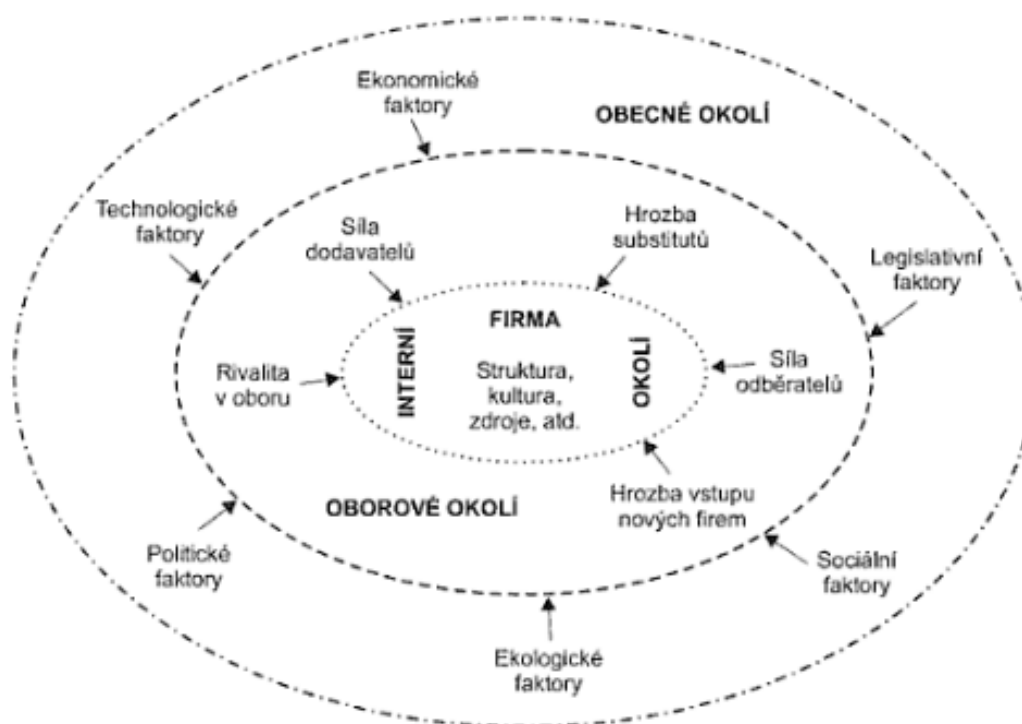 Ekonomické
faktory
OBECNÉ OKOLÍ
Technologické
faktory
Síla
dodavatelů
Hrozba
substitutů
Legislativní
faktory
FIRMA
INTERNÍ
OKOLÍ
Rivalita
v oboru
Struktura,
kultura,
zdroje, atd.
Síla
odběratelů
OBOROVÉ OKOLÍ
Hrozba vstupu
nových firem
Politické
faktory
Sociální
faktory
Ekologické
faktory